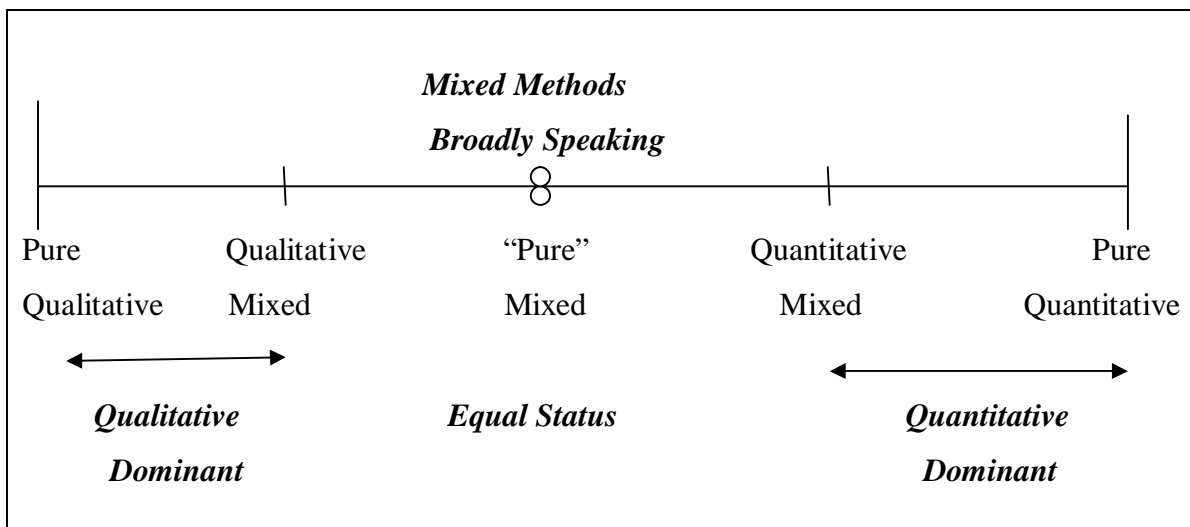 Mixed Methods
Broadly Speaking
Pure Qualitative “Pure” Quantitative Pure
Qualitative Mixed Mixed Mixed Quantitative
Qualitative Equal Status Quantitative
Dominant Dominant